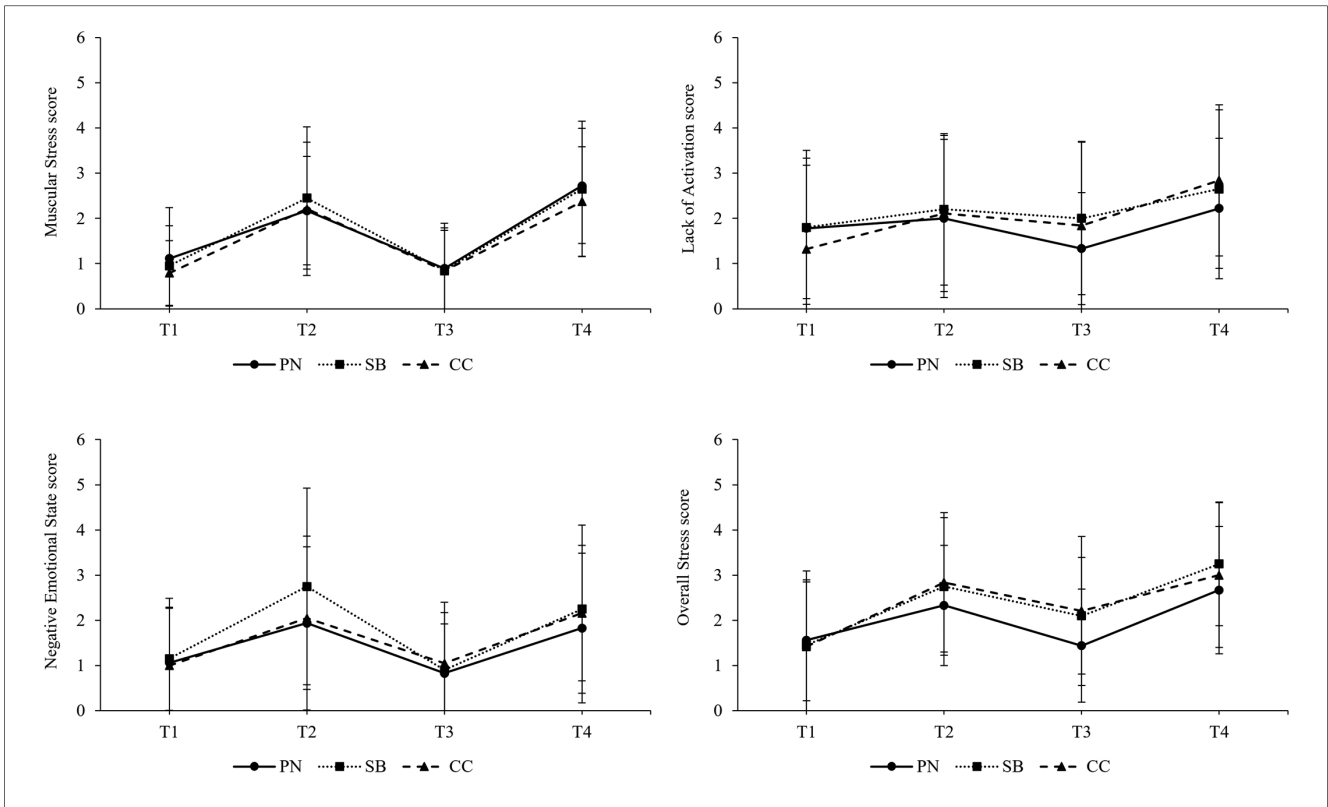 Muscular Stress score
6
5
4
3
2
1
0
T1 T2 T3 T4
PN SB CC
Lack of Activation score
6
5
4
3
2
1
0
T1 T2 T3 T4
PN SB CC
Negative Emotional State score
6
5
4
3
2
1
0
T1 T2 T3 T4
PN SB CC
Overall Stress score
6
5
4
3
2
1
0
T1 T2 T3 T4
PN SB CC